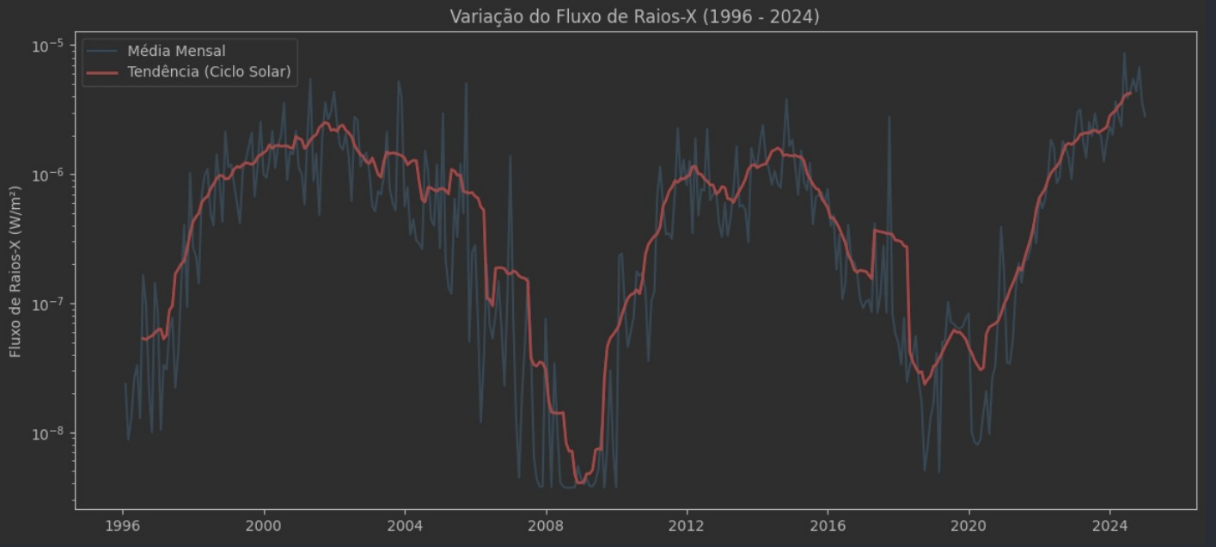 Variação do Fluxo de Raios-X (1996 - 2024)
Média Mensal
Tendência (Ciclo Solar)
Fluxo de Raios-X (W/m²)
10⁻⁵
10⁻⁶
10⁻⁷
10⁻⁸
1996 2000 2004 2008 2012 2016 2020 2024